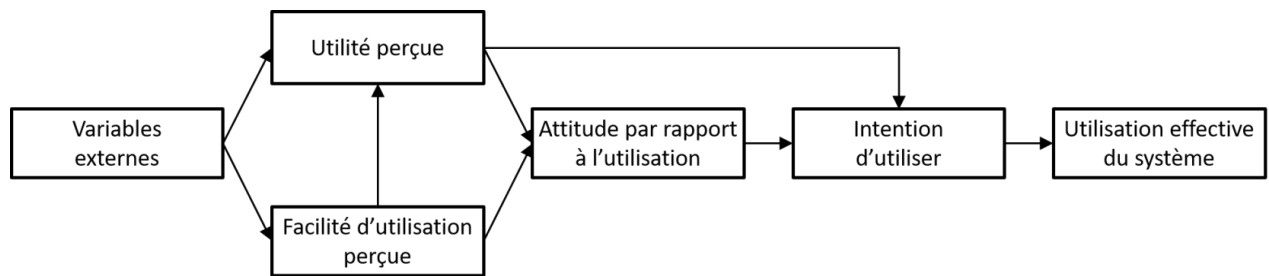 Utilité perçue
Variables
externes
Attitude par rapport
à l’utilisation
Intention
d’utiliser
Utilisation effective
du système
Facilité d’utilisation
perçue